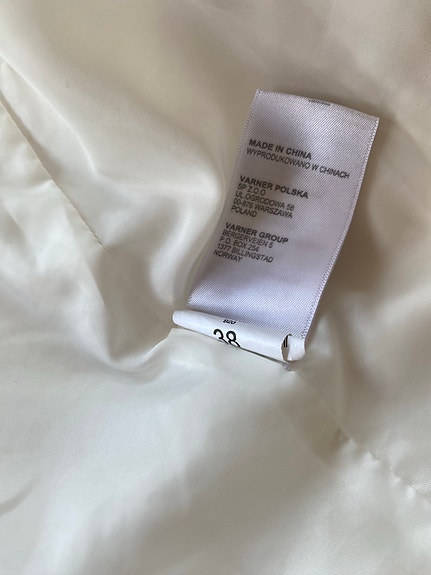 MADE IN CHINA
WYPRODUKOWANO W CHINACH
VARNER POLSKA
SP Z.O.O
UL.OGRODOWA 58
00-876 WARSZAWA
POLAND
VARNER GROUP
BERGERVEIEN 5
P.O. BOX 254
1377 BILLINGSTAD
NORWAY
38